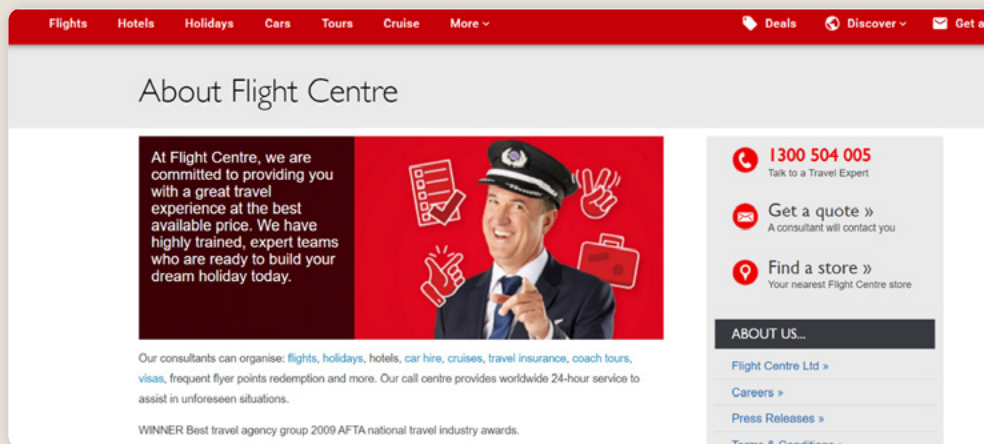 Flights Hotels Holidays Cars Tours Cruise More Deals Discover Get a
About Flight Centre
At Flight Centre, we are
committed to providing you
with a great travel
experience at the best
available price. We have
highly trained, expert teams
who are ready to build your
dream holiday today.
Our consultants can organise: flights, holidays, hotels, car hire, cruises, travel insurance, coach tours,
visas, frequent flyer points redemption and more. Our call centre provides worldwide 24-hour service to
assist in unforeseen situations.
WINNER Best travel agency group 2009 AFTA national travel industry awards.
1300 504 005
Talk to a Travel Expert
Get a quote »
A consultant will contact you
Find a store »
Your nearest Flight Centre store
ABOUT US...
Flight Centre Ltd »
Careers »
Press Releases »
Terms & Conditions »